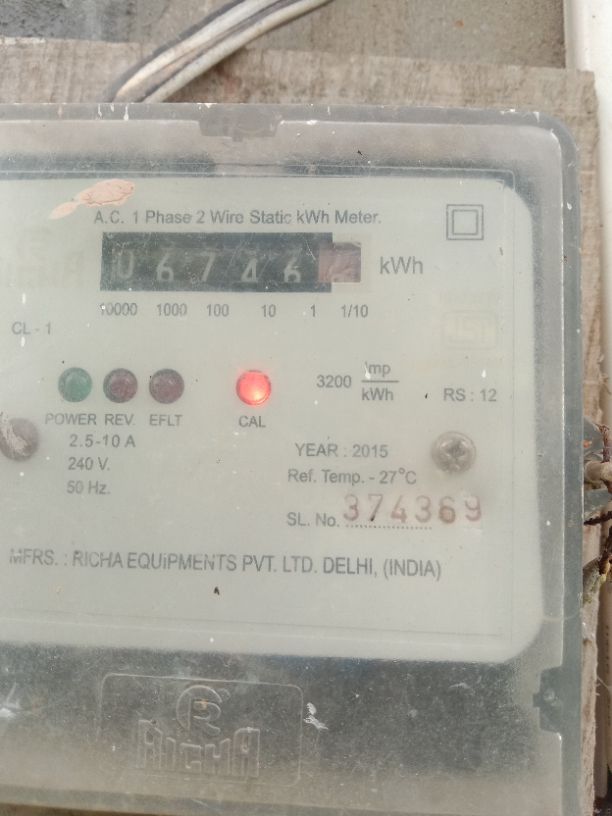 A.C. 1 Phase 2 Wire Static kWh Meter.
0 6 7 4 6 kWh
10000 1000 100 10 1 1/10
CL - 1
3200 Imp/kWh
RS : 12
POWER REV. EFLT CAL
2.5-10 A
240 V.
50 Hz.
YEAR : 2015
Ref. Temp. - 27°C
SL. No. 374369
MFRS. : RICHA EQUiPMENTS PVT. LTD. DELHI, (INDIA)
RICHA